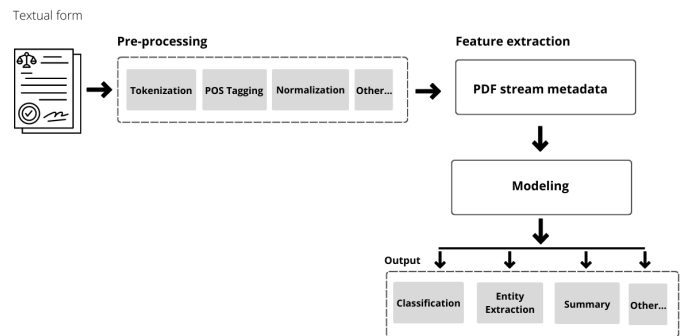 Textual form
Pre-processing
Feature extraction
Tokenization
POS Tagging
Normalization
Other...
PDF stream metadata
Modeling
Output
Classification
Entity
Extraction
Summary
Other...